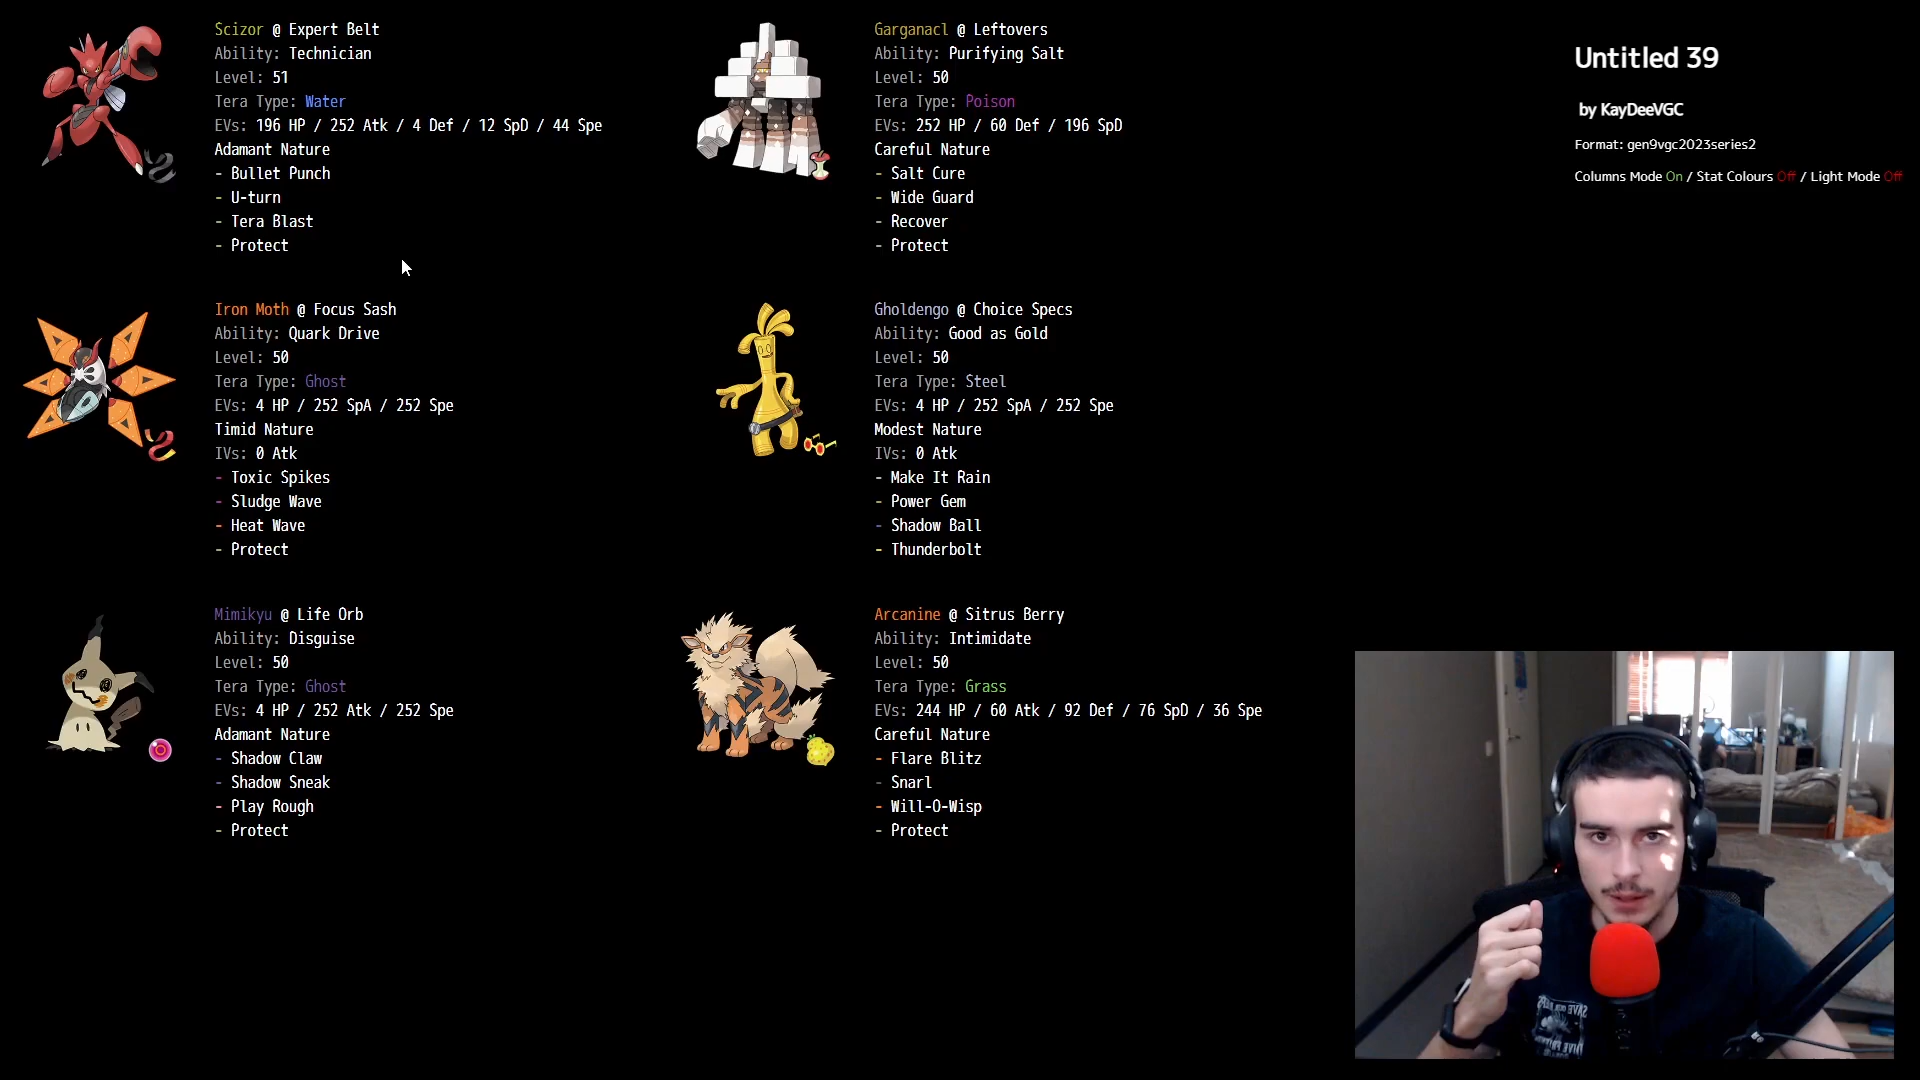 Scizor @ Expert Belt
Ability: Technician
Level: 51
Tera Type: Water
EVs: 196 HP / 252 Atk / 4 Def / 12 SpD / 44 Spe
Adamant Nature
- Bullet Punch
- U-turn
- Tera Blast
- Protect
Garganacl @ Leftovers
Ability: Purifying Salt
Level: 50
Tera Type: Poison
EVs: 252 HP / 60 Def / 196 SpD
Careful Nature
- Salt Cure
- Wide Guard
- Recover
- Protect
Iron Moth @ Focus Sash
Ability: Quark Drive
Level: 50
Tera Type: Ghost
EVs: 4 HP / 252 SpA / 252 Spe
Timid Nature
IVs: 0 Atk
- Toxic Spikes
- Sludge Wave
- Heat Wave
- Protect
Gholdengo @ Choice Specs
Ability: Good as Gold
Level: 50
Tera Type: Steel
EVs: 4 HP / 252 SpA / 252 Spe
Modest Nature
IVs: 0 Atk
- Make It Rain
- Power Gem
- Shadow Ball
- Thunderbolt
Mimikyu @ Life Orb
Ability: Disguise
Level: 50
Tera Type: Ghost
EVs: 4 HP / 252 Atk / 252 Spe
Adamant Nature
- Shadow Claw
- Shadow Sneak
- Play Rough
- Protect
Arcanine @ Sitrus Berry
Ability: Intimidate
Level: 50
Tera Type: Grass
EVs: 244 HP / 60 Atk / 92 Def / 76 SpD / 36 Spe
Careful Nature
- Flare Blitz
- Snarl
- Will-O-Wisp
- Protect
Untitled 39
by KayDeeVGC
Format: gen9vgc2023series2
Columns Mode On / Stat Colours Off / Light Mode Off